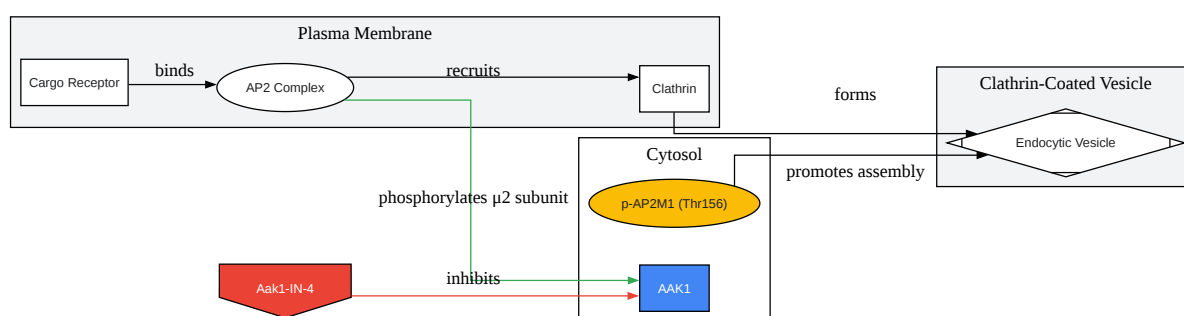 Plasma Membrane
Cargo Receptor
binds
AP2 Complex
recruits
Clathrin
forms
Clathrin-Coated Vesicle
Endocytic Vesicle
Cytosol
promotes assembly
phosphorylates μ2 subunit
p-AP2M1 (Thr156)
Aak1-IN-4
inhibits
AAK1